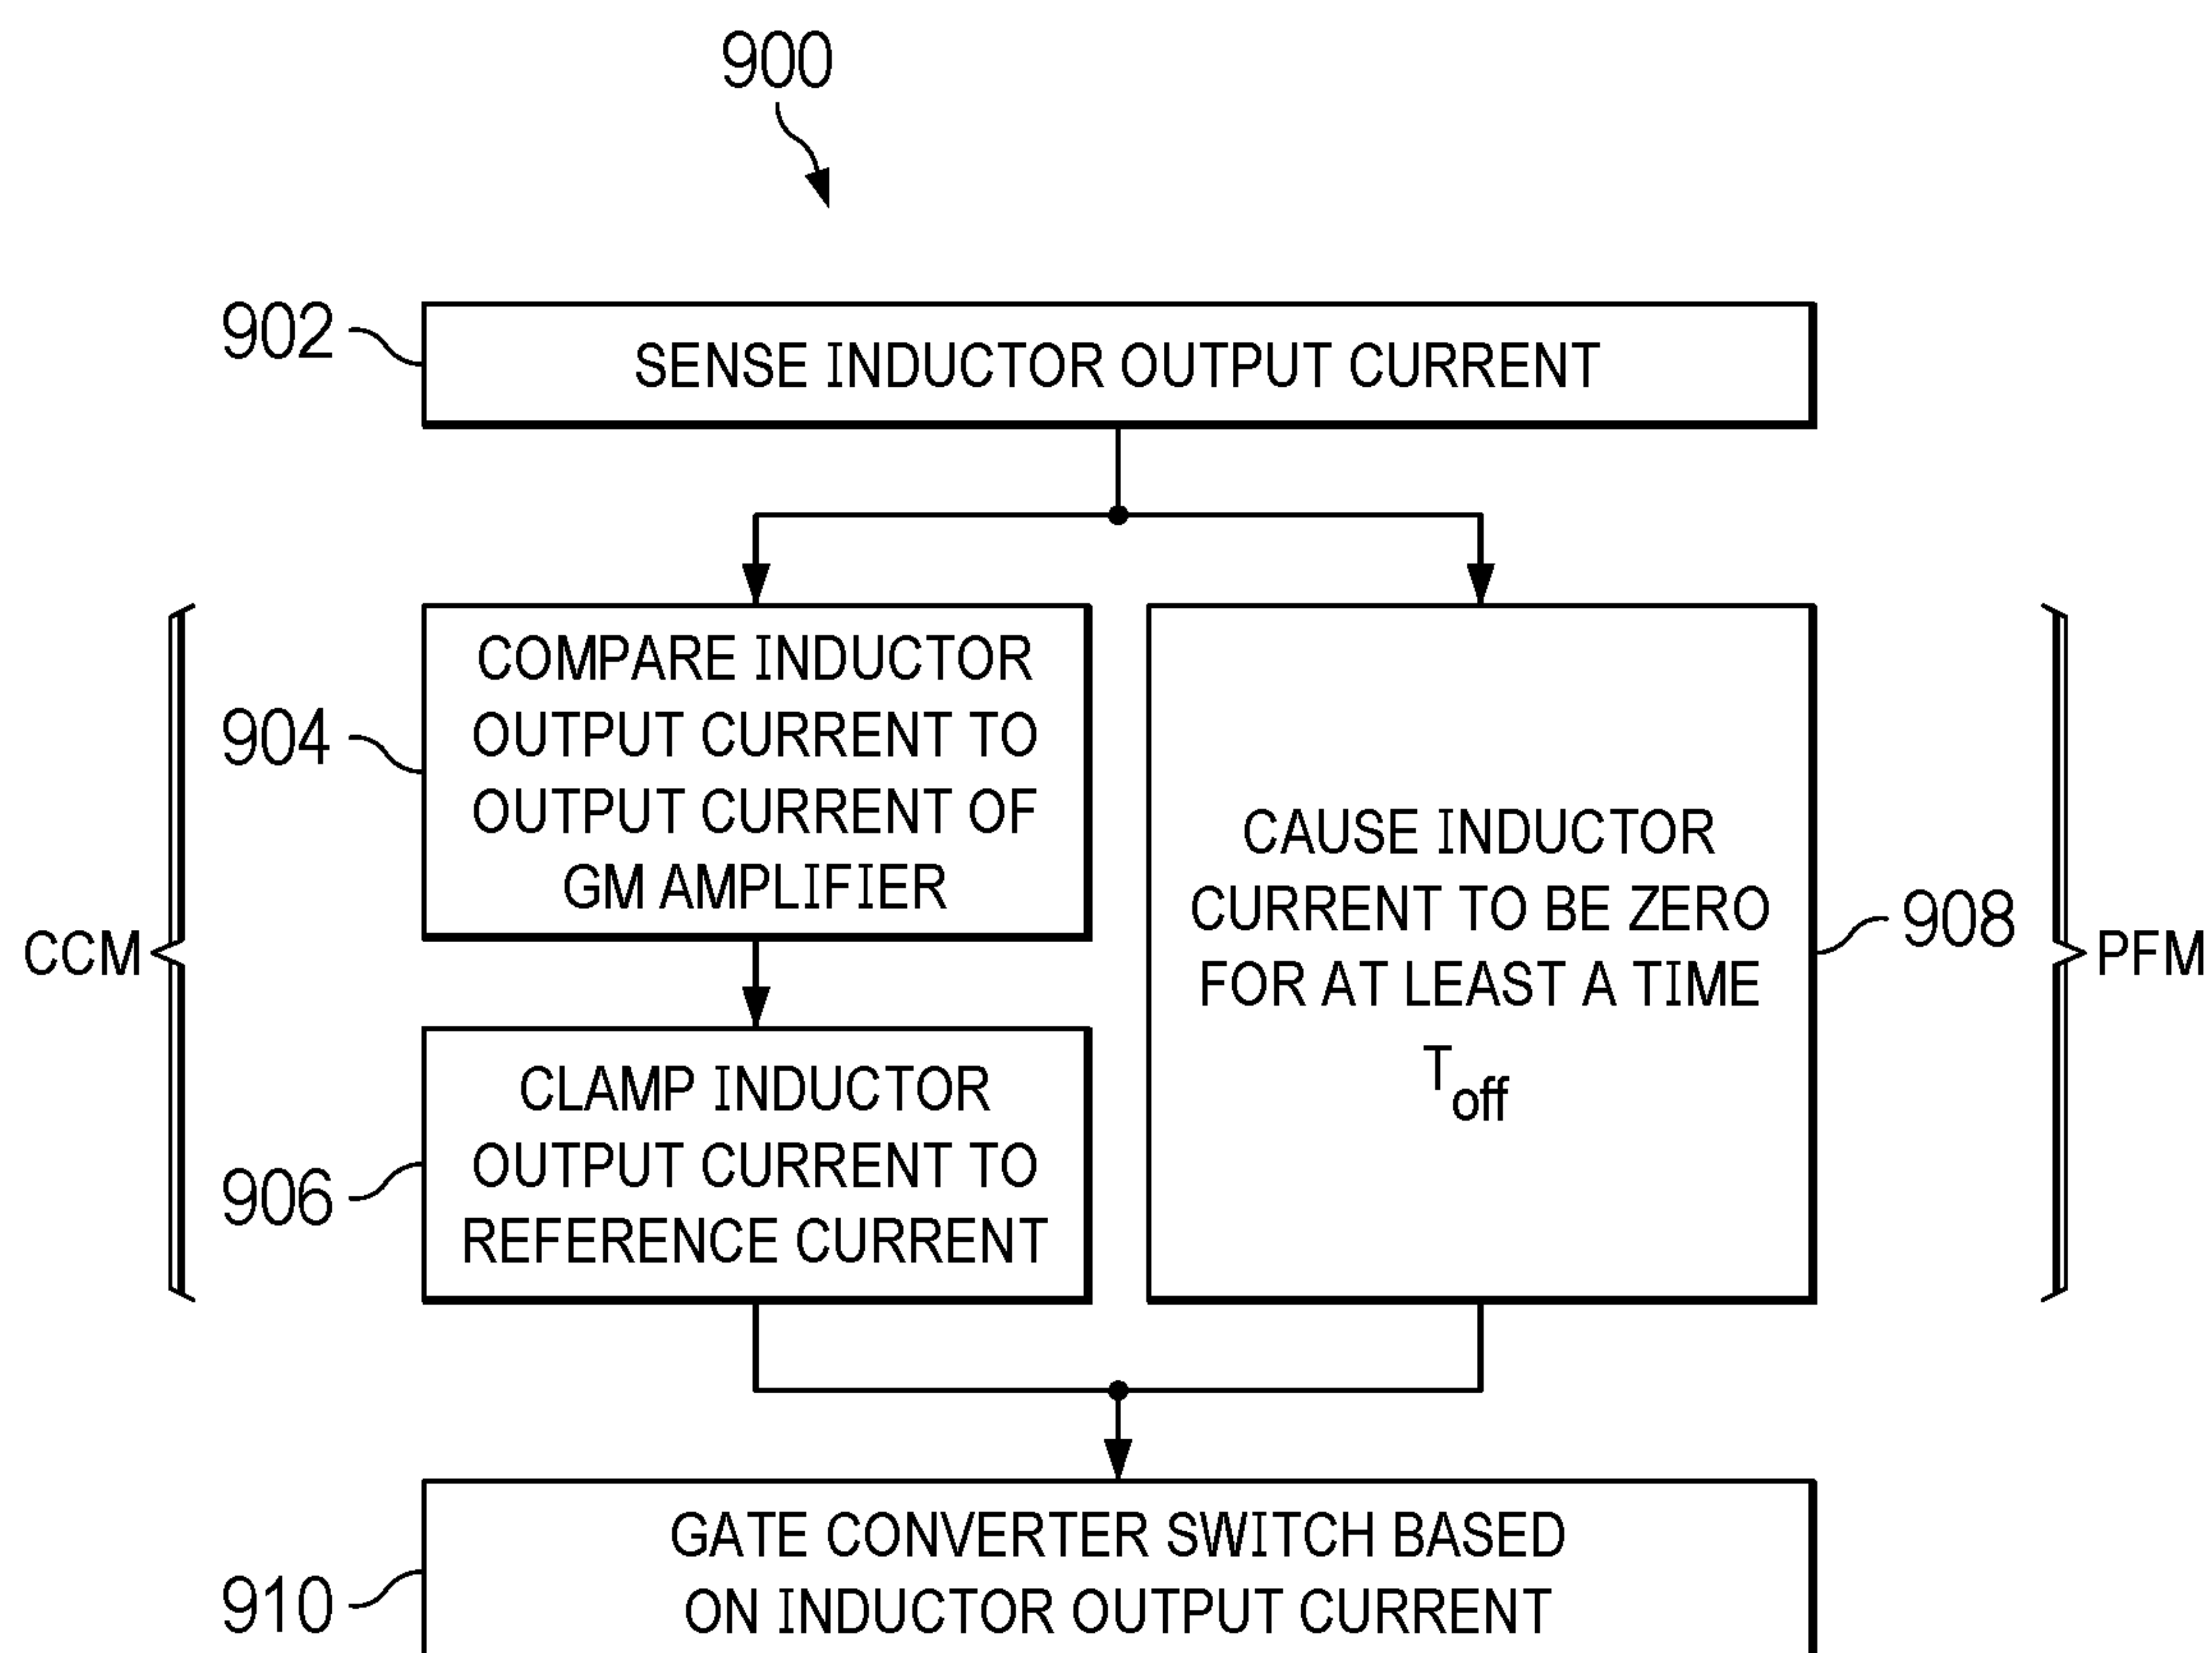 900
902
SENSE INDUCTOR OUTPUT CURRENT
CCM
904
COMPARE INDUCTOR
OUTPUT CURRENT TO
OUTPUT CURRENT OF
GM AMPLIFIER
906
CLAMP INDUCTOR
OUTPUT CURRENT TO
REFERENCE CURRENT
CAUSE INDUCTOR
CURRENT TO BE ZERO
FOR AT LEAST A TIME
Toff
908
PFM
910
GATE CONVERTER SWITCH BASED
ON INDUCTOR OUTPUT CURRENT